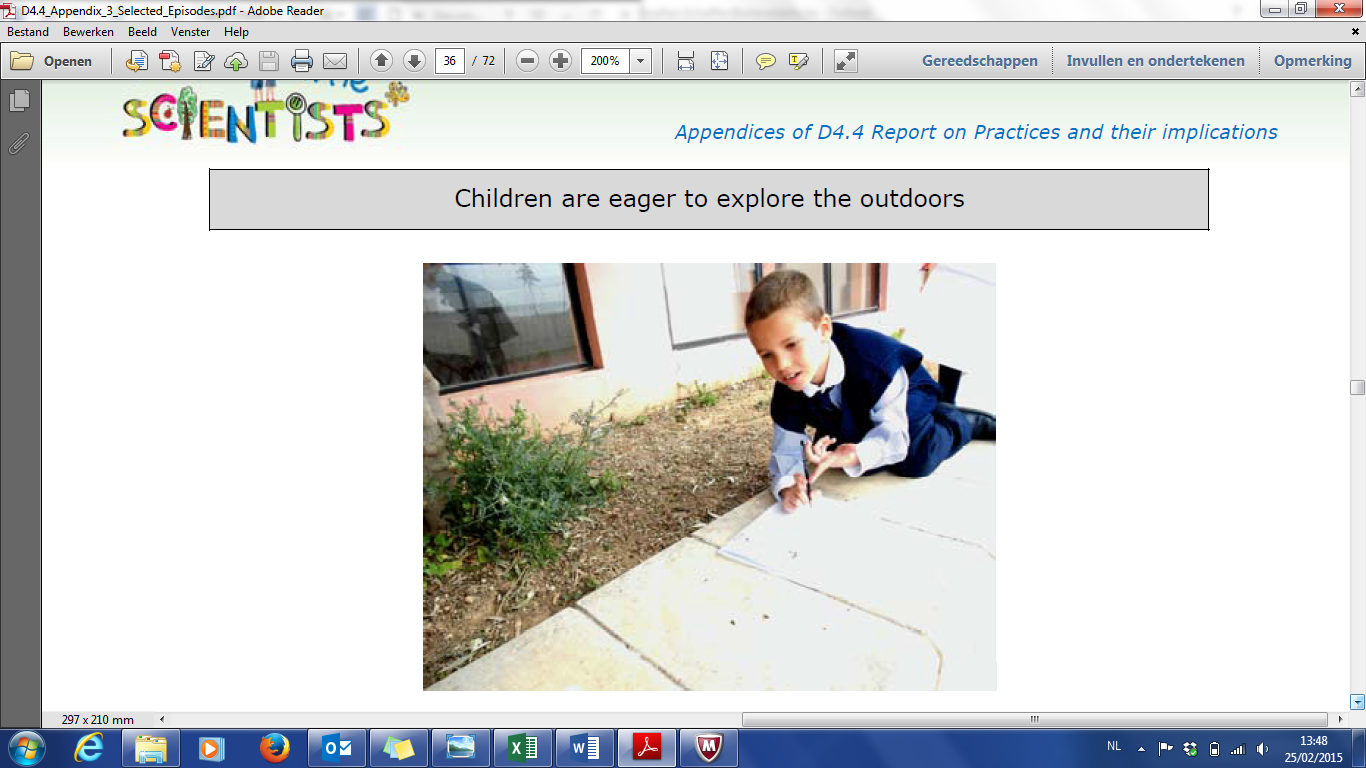 D4.4_Appendix_3_Selected_Episodes.pdf - Adobe Reader
Bestand Bewerken Beeld Venster Help
Openen 36 / 72 200% Gereedschappen Invullen en ondertekenen Opmerking
the
SCIENTISTS
Appendices of D4.4 Report on Practices and their implications
Children are eager to explore the outdoors
297 x 210 mm
NL 13:48
25/02/2015